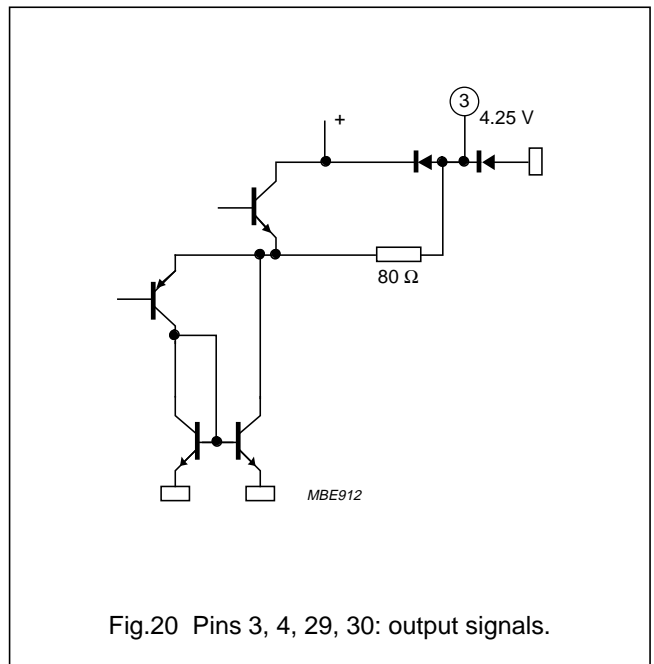 3
+
4.25 V
80 Ω
MBE912
Fig.20 Pins 3, 4, 29, 30: output signals.